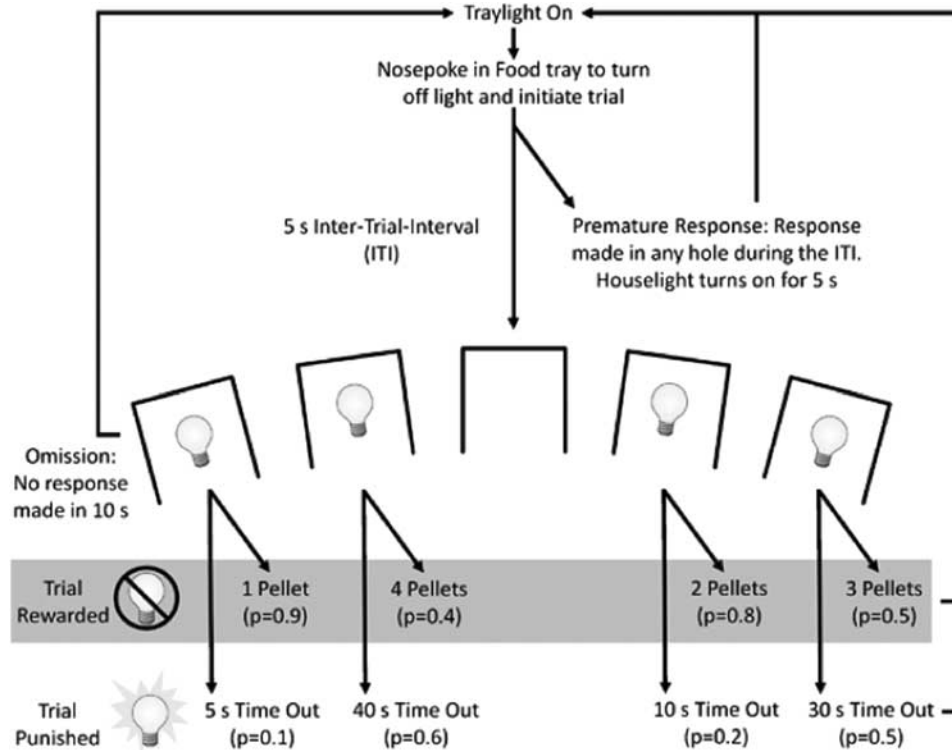 Traylight On
Nosepoke in Food tray to turn
off light and initiate trial
5 s Inter-Trial-Interval
(ITI)
Premature Response: Response
made in any hole during the ITI.
Houselight turns on for 5 s
Omission:
No response
made in 10 s
Trial
Rewarded
1 Pellet
(p=0.9)
4 Pellets
(p=0.4)
2 Pellets
(p=0.8)
3 Pellets
(p=0.5)
Trial
Punished
5 s Time Out
(p=0.1)
40 s Time Out
(p=0.6)
10 s Time Out
(p=0.2)
30 s Time Out
(p=0.5)